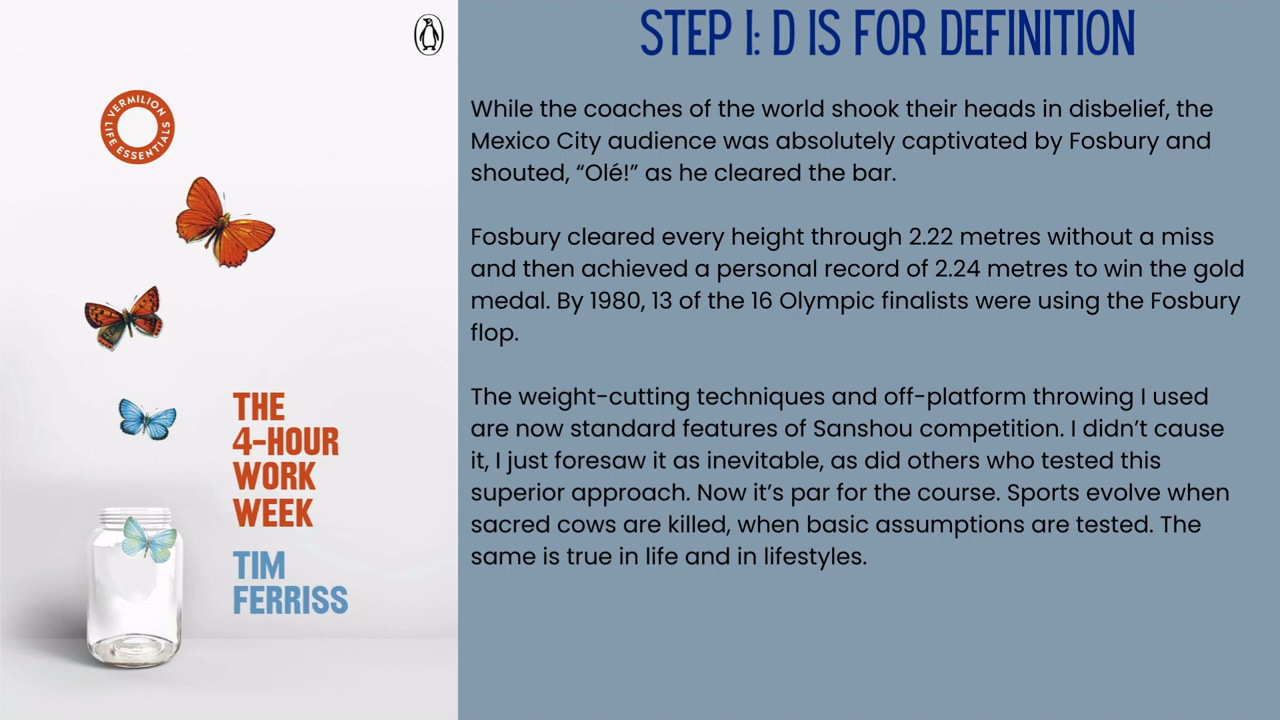 VERMILION
LIFE ESSENTIALS
THE
4-HOUR
WORK
WEEK
TIM
FERRISS
STEP 1: D IS FOR DEFINITION
While the coaches of the world shook their heads in disbelief, the
Mexico City audience was absolutely captivated by Fosbury and
shouted, “Olé!” as he cleared the bar.
Fosbury cleared every height through 2.22 metres without a miss
and then achieved a personal record of 2.24 metres to win the gold
medal. By 1980, 13 of the 16 Olympic finalists were using the Fosbury
flop.
The weight-cutting techniques and off-platform throwing I used
are now standard features of Sanshou competition. I didn’t cause
it, I just foresaw it as inevitable, as did others who tested this
superior approach. Now it’s par for the course. Sports evolve when
sacred cows are killed, when basic assumptions are tested. The
same is true in life and in lifestyles.